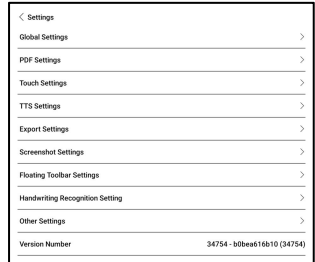 Settings
Global Settings
PDF Settings
Touch Settings
TTS Settings
Export Settings
Screenshot Settings
Floating Toolbar Settings
Handwriting Recognition Setting
Other Settings
Version Number 34754 - b0bea616b10 (34754)